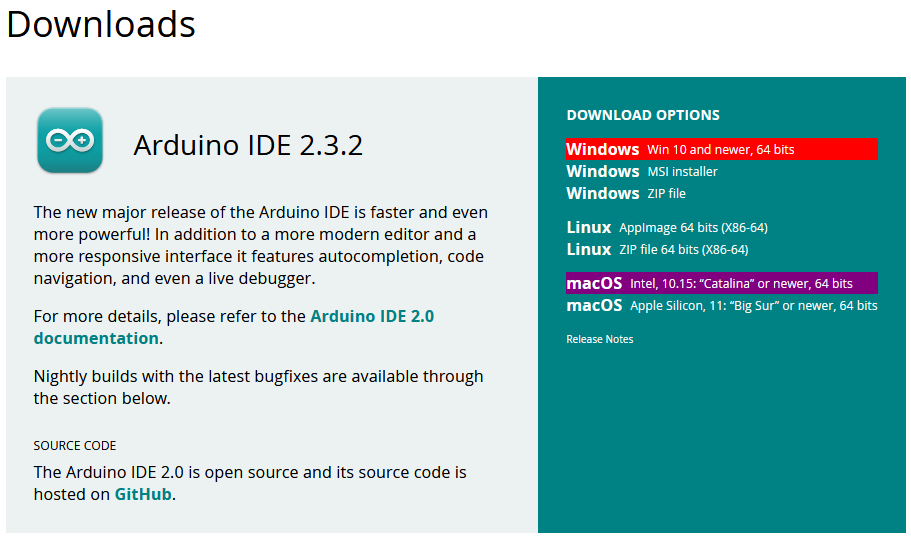 Downloads
Arduino IDE 2.3.2
The new major release of the Arduino IDE is faster and even
more powerful! In addition to a more modern editor and a
more responsive interface it features autocompletion, code
navigation, and even a live debugger.
For more details, please refer to the Arduino IDE 2.0
documentation.
Nightly builds with the latest bugfixes are available through
the section below.
SOURCE CODE
The Arduino IDE 2.0 is open source and its source code is
hosted on GitHub.
DOWNLOAD OPTIONS
Windows Win 10 and newer, 64 bits
Windows MSI installer
Windows ZIP file
Linux AppImage 64 bits (X86-64)
Linux ZIP file 64 bits (X86-64)
macOS Intel, 10.15: “Catalina” or newer, 64 bits
macOS Apple Silicon, 11: “Big Sur” or newer, 64 bits
Release Notes